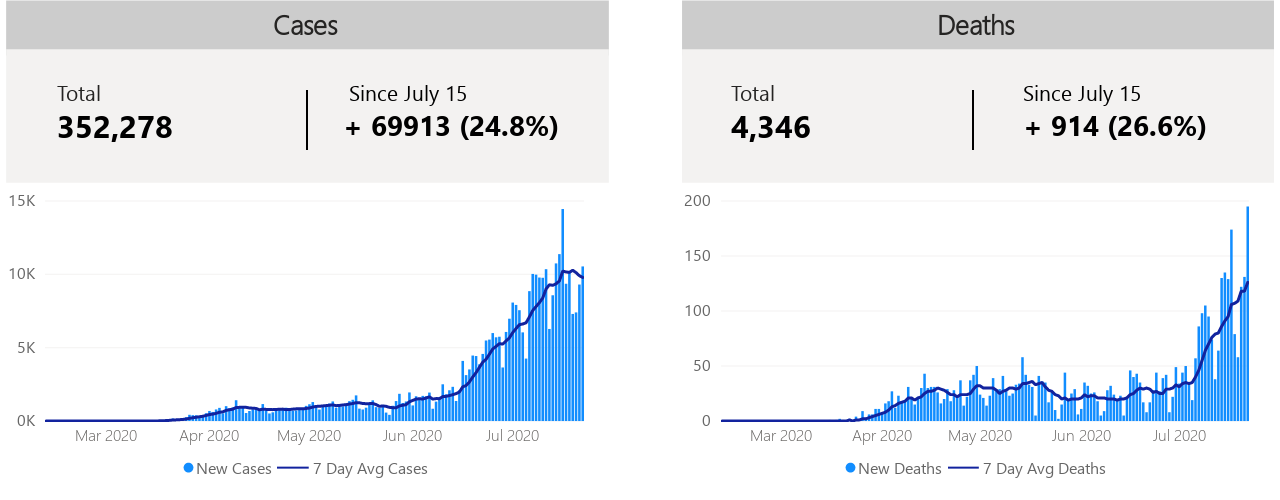 Cases
Total
352,278
Since July 15
+ 69913 (24.8%)
15K
10K
5K
0K
Mar 2020 Apr 2020 May 2020 Jun 2020 Jul 2020
New Cases 7 Day Avg Cases
Deaths
Total
4,346
Since July 15
+ 914 (26.6%)
200
150
100
50
0
Mar 2020 Apr 2020 May 2020 Jun 2020 Jul 2020
New Deaths 7 Day Avg Deaths